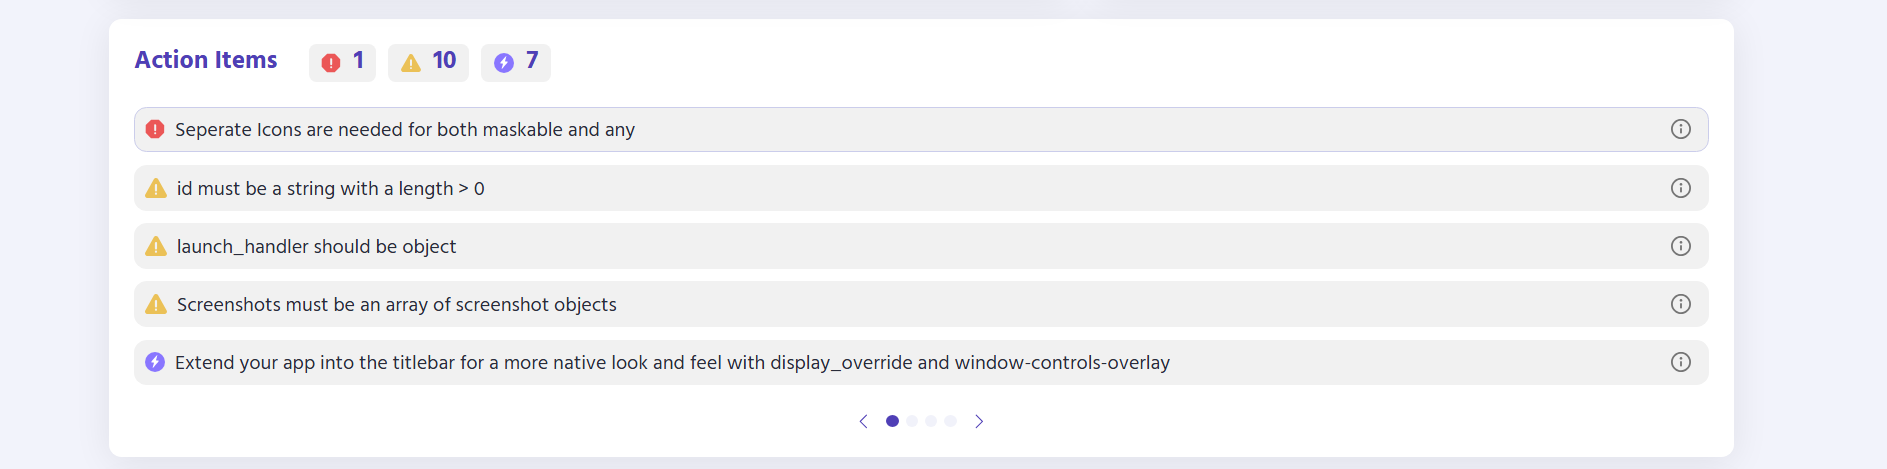 Action Items 1 10 7
Seperate Icons are needed for both maskable and any
id must be a string with a length > 0
launch_handler should be object
Screenshots must be an array of screenshot objects
Extend your app into the titlebar for a more native look and feel with display_override and window-controls-overlay